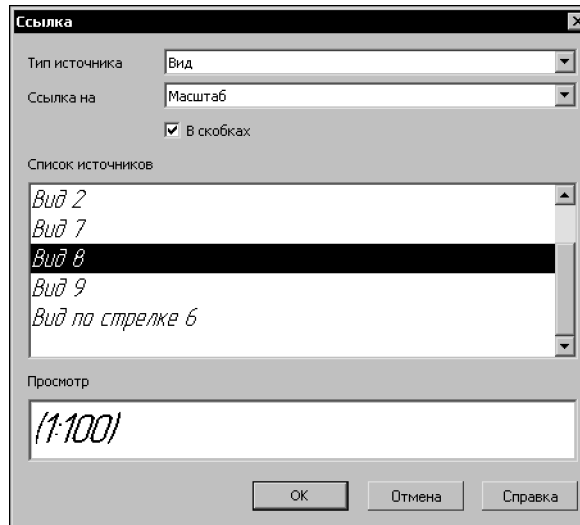 Ссылка
Тип источника Вид
Ссылка на Масштаб
В скобках
Список источников
Вид 2
Вид 7
Вид 8
Вид 9
Вид по стрелке 6
Просмотр
(1:100)
OK Отмена Справка